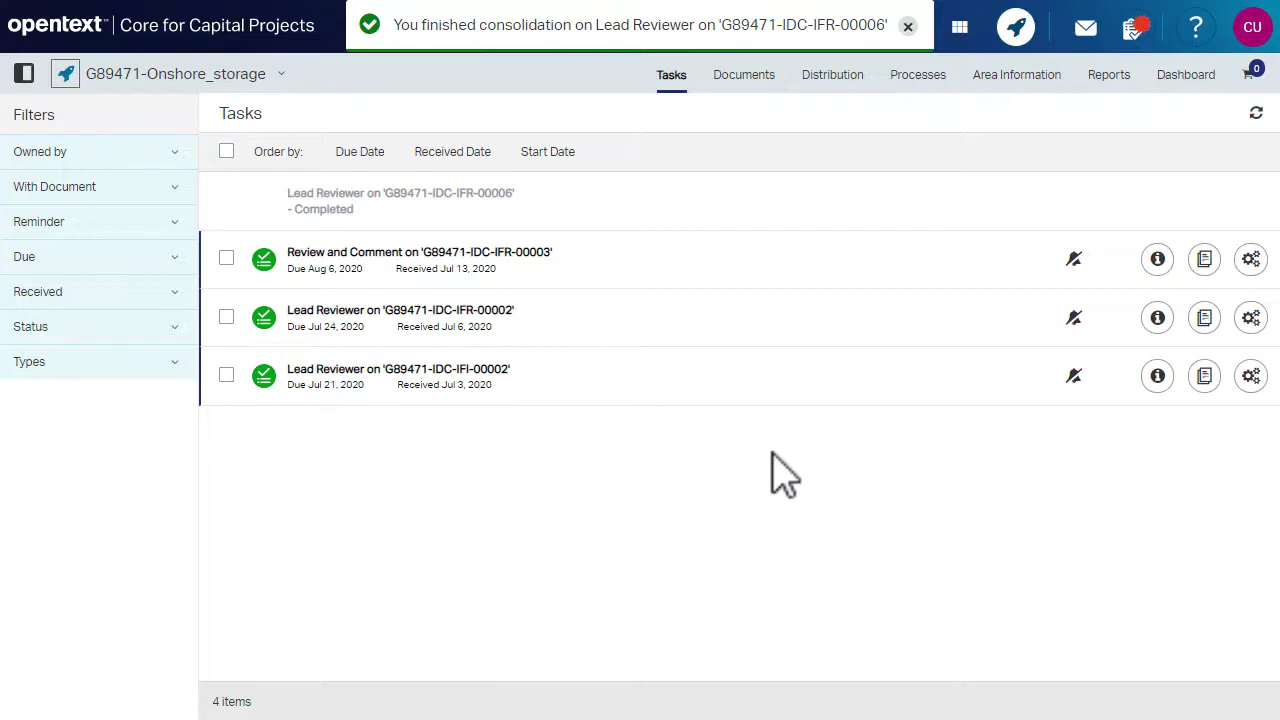 opentext™ | Core for Capital Projects
You finished consolidation on Lead Reviewer on 'G89471-IDC-IFR-00006'
?
CU
G89471-Onshore_storage
Tasks
Documents
Distribution
Processes
Area Information
Reports
Dashboard
0
Filters
Owned by
With Document
Reminder
Due
Received
Status
Types
Tasks
Order by:
Due Date
Received Date
Start Date
Lead Reviewer on 'G89471-IDC-IFR-00006'
- Completed
Review and Comment on 'G89471-IDC-IFR-00003'
Due Aug 6, 2020 Received Jul 13, 2020
Lead Reviewer on 'G89471-IDC-IFR-00002'
Due Jul 24, 2020 Received Jul 6, 2020
Lead Reviewer on 'G89471-IDC-IFI-00002'
Due Jul 21, 2020 Received Jul 3, 2020
4 items